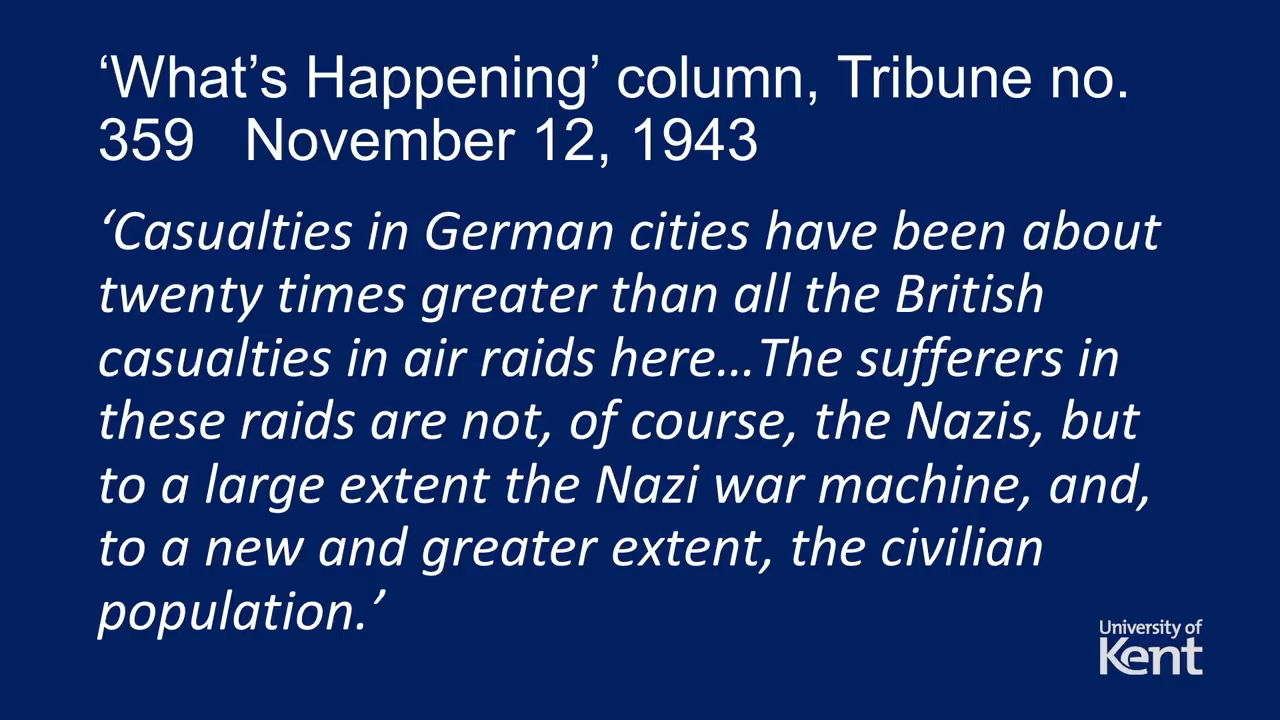 ‘What’s Happening’ column, Tribune no.
359   November 12, 1943
‘Casualties in German cities have been about
twenty times greater than all the British
casualties in air raids here…The sufferers in
these raids are not, of course, the Nazis, but
to a large extent the Nazi war machine, and,
to a new and greater extent, the civilian
population.’
University of
Kent